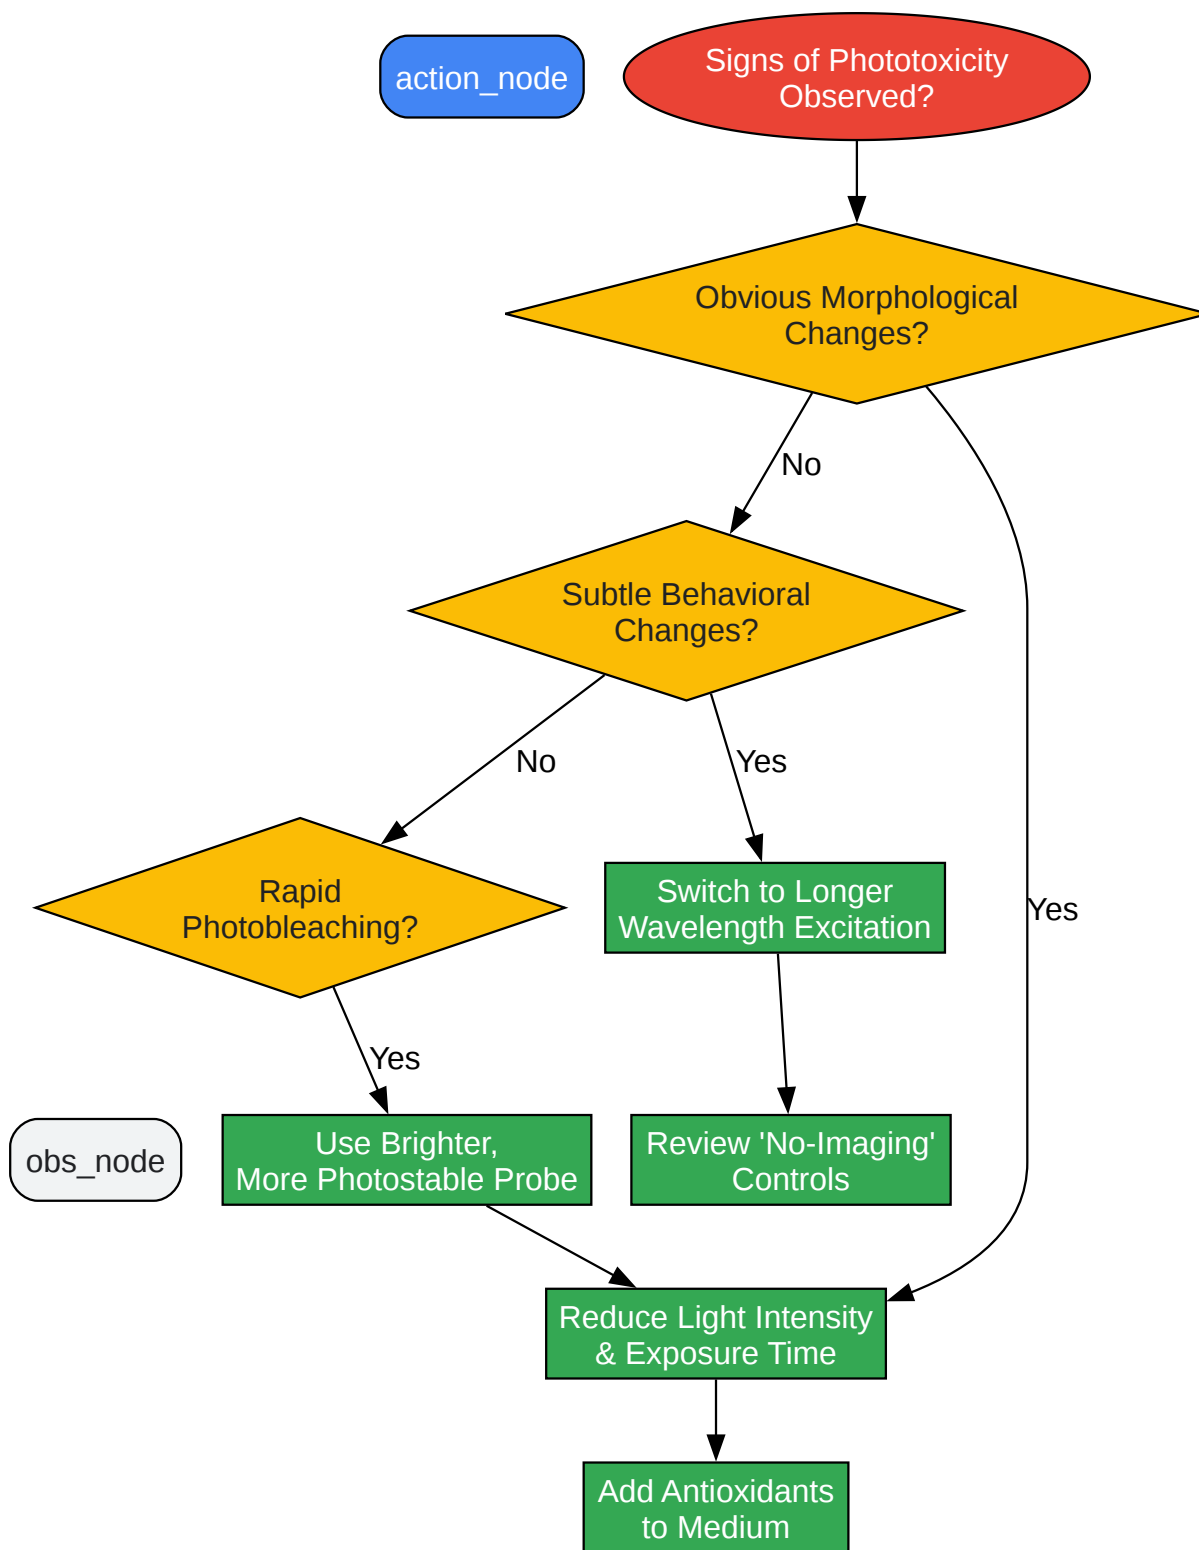 action_node
Signs of Phototoxicity
Observed?
Obvious Morphological
Changes?
No
Subtle Behavioral
Changes?
No
Yes
Rapid
Photobleaching?
Switch to Longer
Wavelength Excitation
Yes
Yes
obs_node
Use Brighter,
More Photostable Probe
Review 'No-Imaging'
Controls
Reduce Light Intensity
& Exposure Time
Add Antioxidants
to Medium